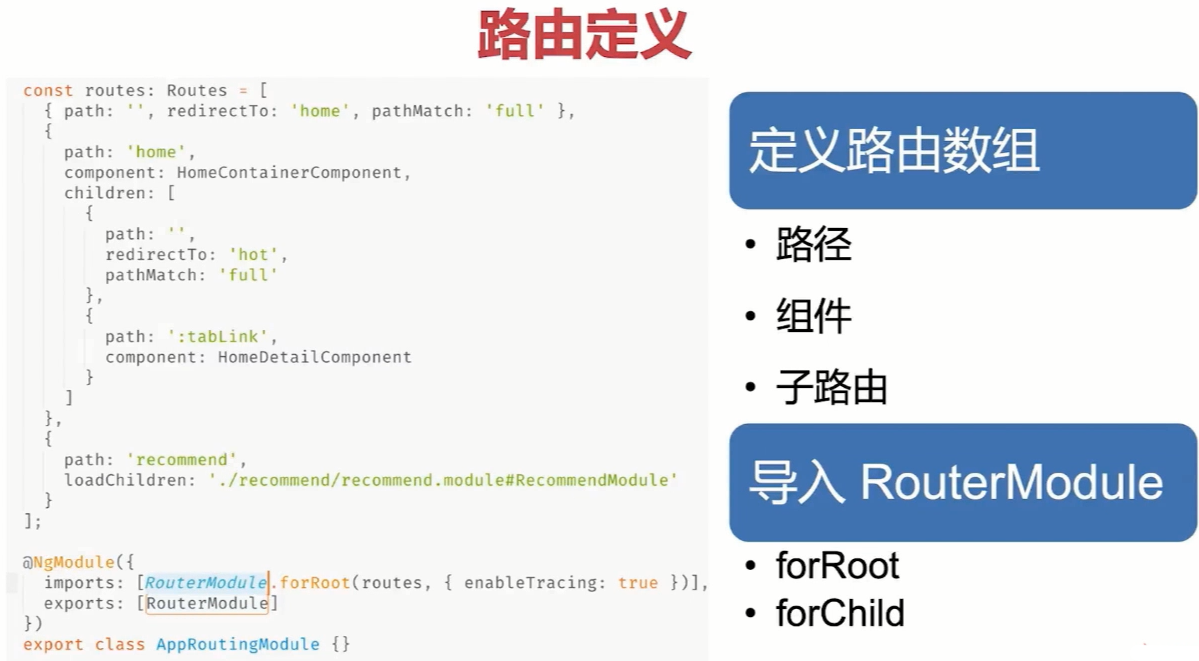 路由定义
const routes: Routes = [
  { path: '', redirectTo: 'home', pathMatch: 'full' },
  {
    path: 'home',
    component: HomeContainerComponent,
    children: [
      {
        path: '',
        redirectTo: 'hot',
        pathMatch: 'full'
      },
      {
        path: ':tabLink',
        component: HomeDetailComponent
      }
    ]
  },
  {
    path: 'recommend',
    loadChildren: './recommend/recommend.module#RecommendModule'
  }
];
@NgModule({
  imports: [RouterModule.forRoot(routes, { enableTracing: true })],
  exports: [RouterModule]
})
export class AppRoutingModule {}
定义路由数组
• 路径
• 组件
• 子路由
导入 RouterModule
• forRoot
• forChild